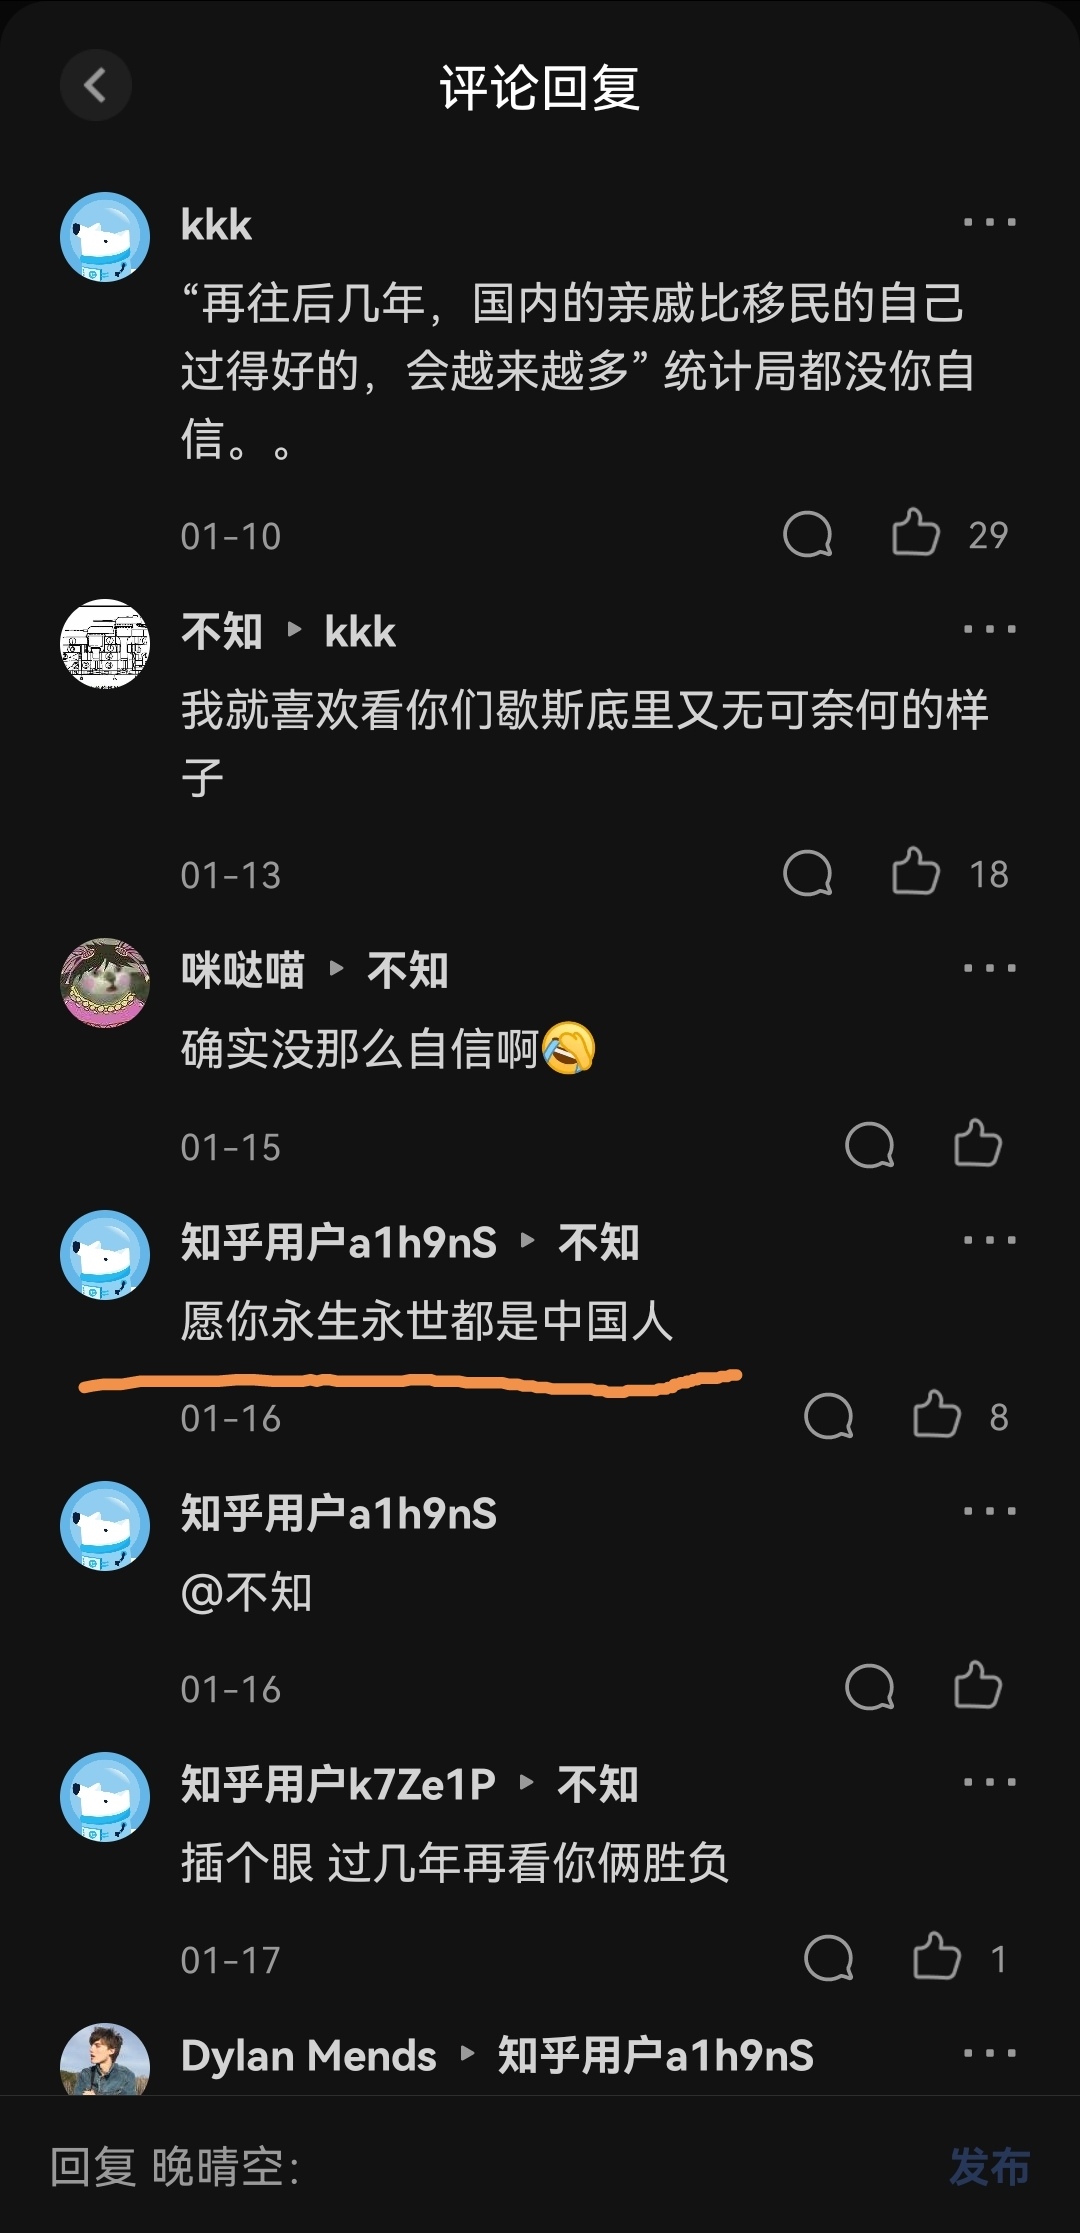 评论回复
kkk
“再往后几年，国内的亲戚比移民的自己
过得好的，会越来越多” 统计局都没你自
信。。
01-10
29
不知 ▸ kkk
我就喜欢看你们歇斯底里又无可奈何的样
子
01-13
18
咪哒喵 ▸ 不知
确实没那么自信啊🤣
01-15
知乎用户a1h9nS ▸ 不知
愿你永生永世都是中国人
01-16
8
知乎用户a1h9nS
@不知
01-16
知乎用户k7Ze1P ▸ 不知
插个眼 过几年再看你俩胜负
01-17
1
Dylan Mends ▸ 知乎用户a1h9nS
回复 晚晴空：
发布